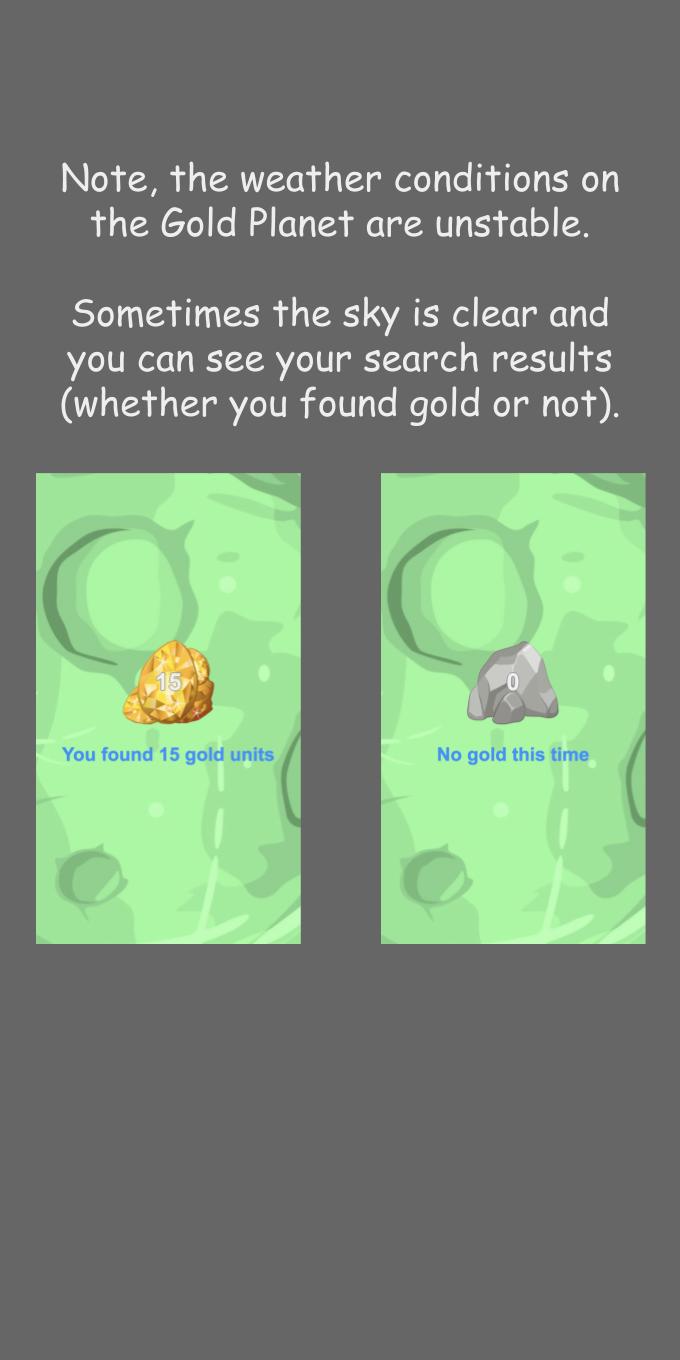 Note, the weather conditions on
the Gold Planet are unstable.
Sometimes the sky is clear and
you can see your search results
(whether you found gold or not).
15
You found 15 gold units
0
No gold this time